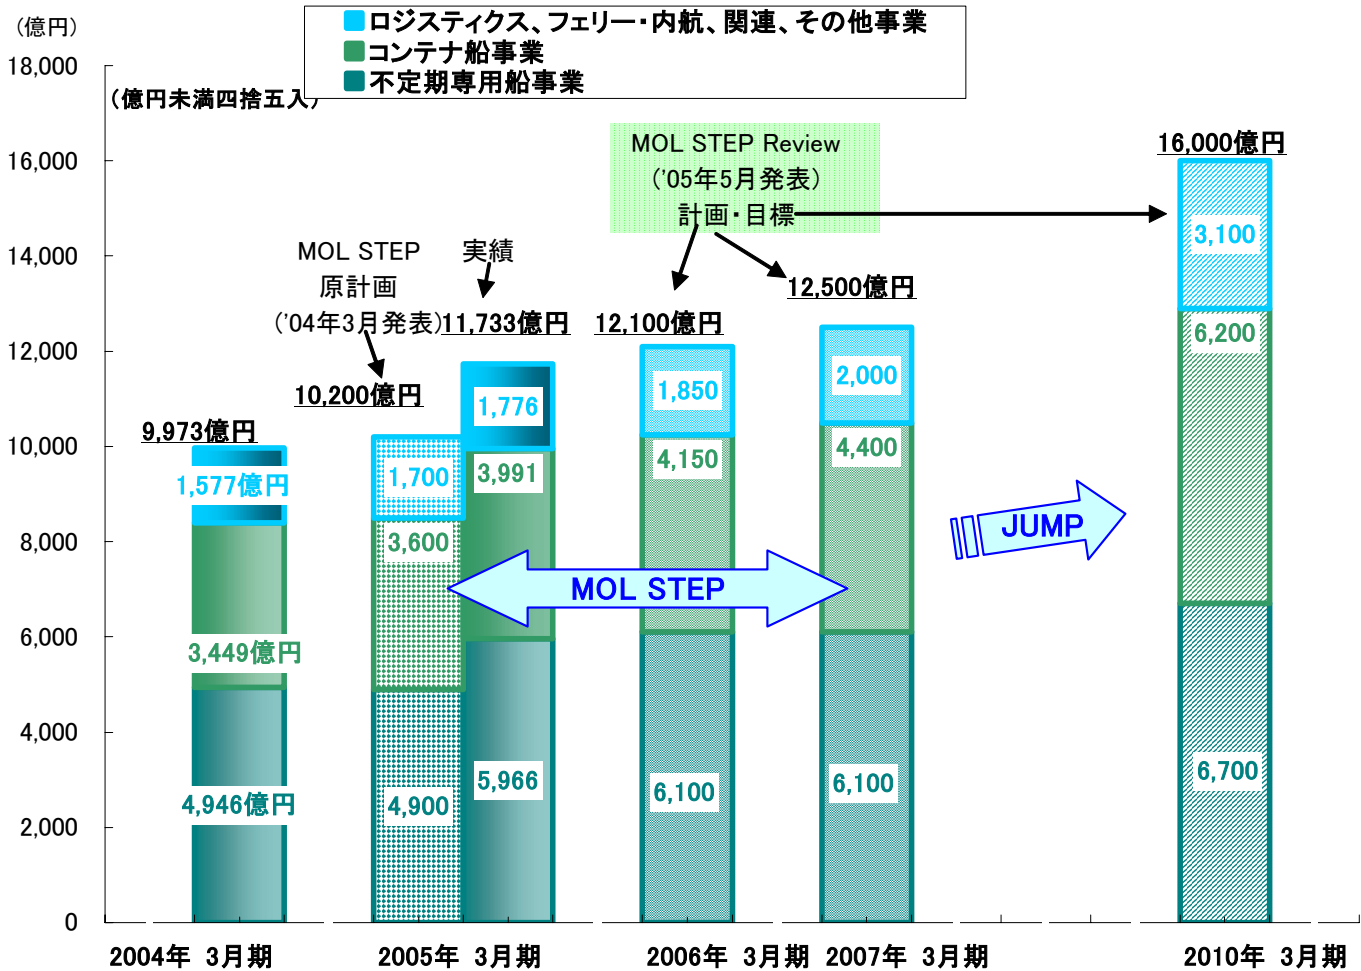 (億円)
ロジスティクス、フェリー・内航、関連、その他事業
コンテナ船事業
不定期専用船事業
(億円未満四捨五入)
18,000
16,000
14,000
12,000
10,000
8,000
6,000
4,000
2,000
0
MOL STEP Review
('05年5月発表)
計画・目標
MOL STEP
原計画
('04年3月発表)
実績
9,973億円
1,577億円
3,449億円
4,946億円
10,200億円
1,700
3,600
4,900
11,733億円
1,776
3,991
5,966
12,100億円
1,850
4,150
6,100
12,500億円
2,000
4,400
6,100
16,000億円
3,100
6,200
6,700
MOL STEP
JUMP
2004年 3月期
2005年 3月期
2006年 3月期
2007年 3月期
2010年 3月期